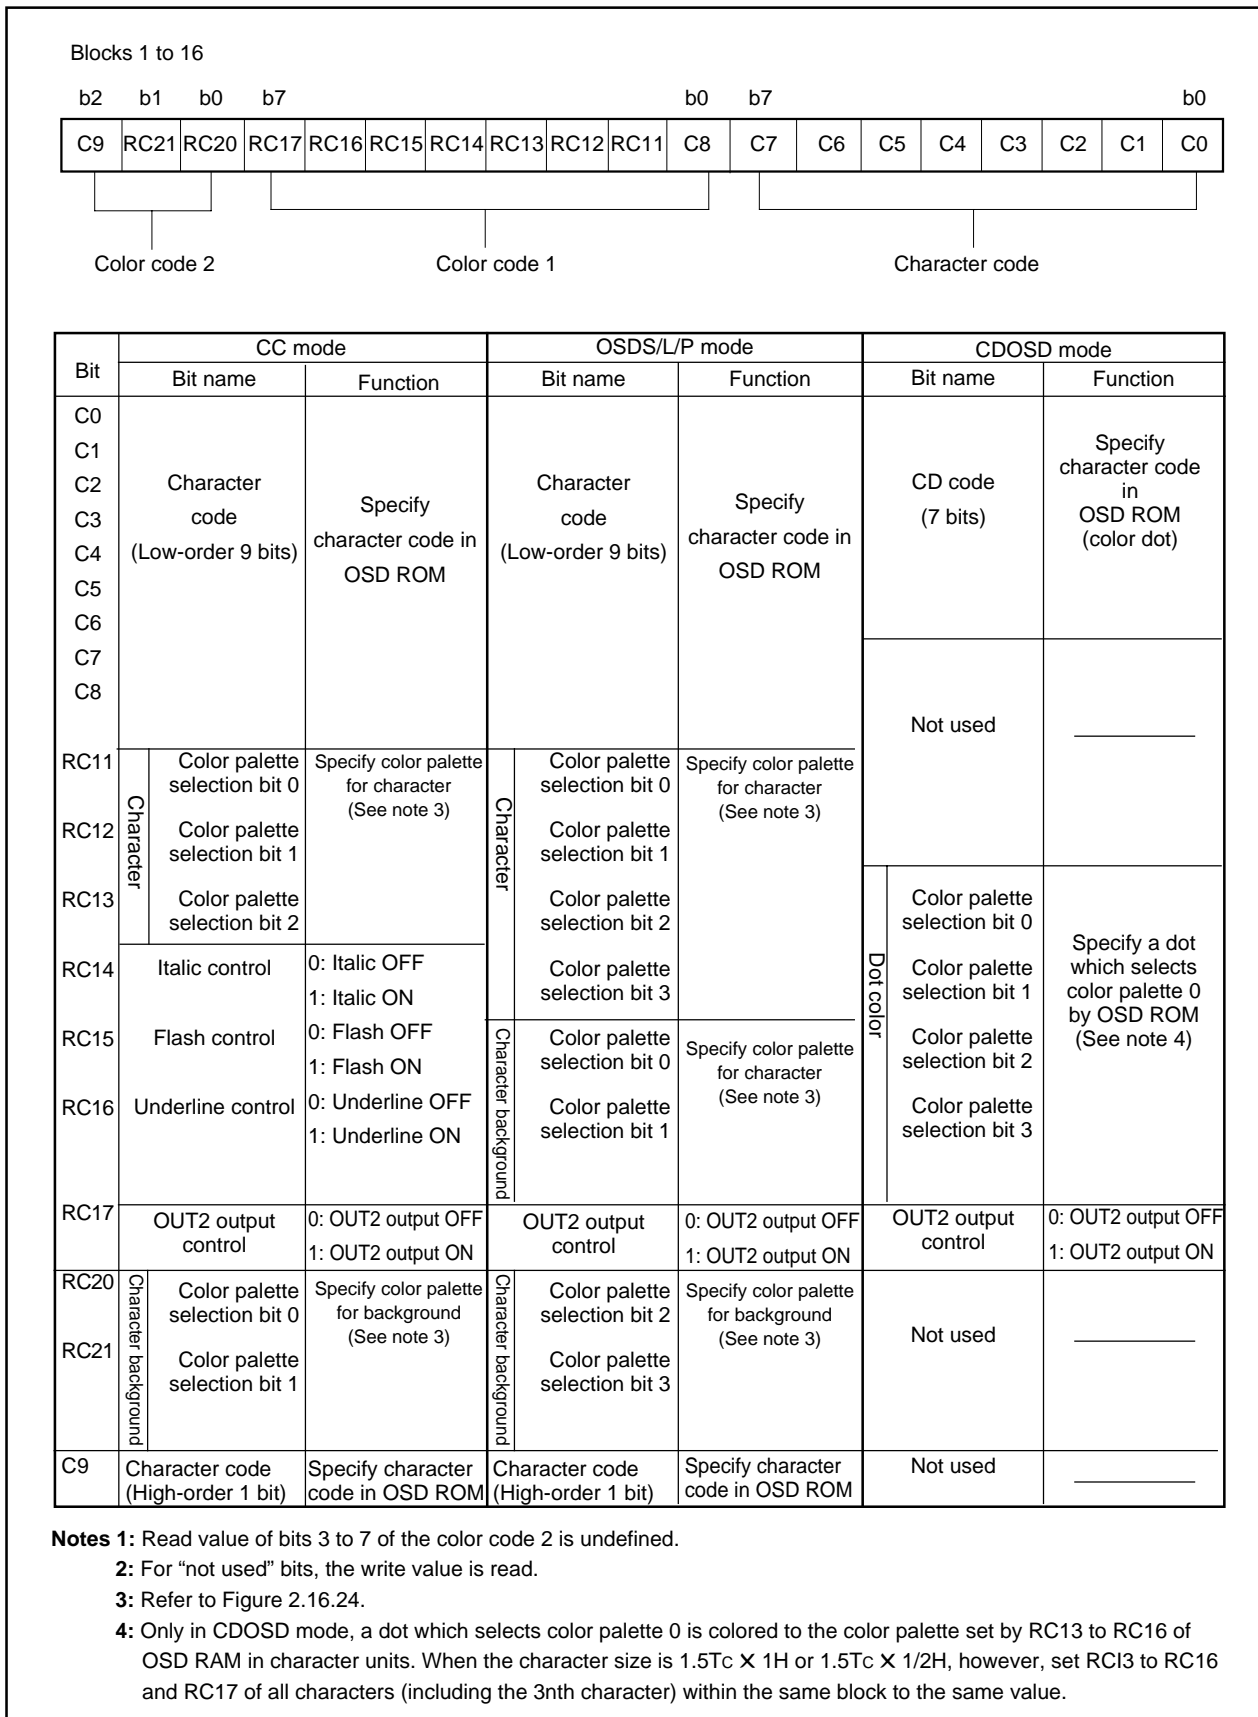 Blocks 1 to 16
b2 b1 b0 b7 b0 b7 b0
C9 RC21 RC20 RC17 RC16 RC15 RC14 RC13 RC12 RC11 C8 C7 C6 C5 C4 C3 C2 C1 C0
Color code 2 Color code 1 Character code
Bit CC mode OSDS/L/P mode CDOSD mode
Bit name Function Bit name Function Bit name Function
C0
C1
C2
C3
C4
C5
C6
C7
C8
Character
code
(Low-order 9 bits)
Specify
character code in
OSD ROM
Character
code
(Low-order 9 bits)
Specify
character code in
OSD ROM
CD code
(7 bits)
Specify
character code
in
OSD ROM
(color dot)
Not used
RC11
RC12
RC13
Character
Color palette
selection bit 0
Color palette
selection bit 1
Color palette
selection bit 2
Specify color palette
for character
(See note 3)
Character
Color palette
selection bit 0
Color palette
selection bit 1
Color palette
selection bit 2
Color palette
selection bit 3
Specify color palette
for character
(See note 3)
Dot color
Color palette
selection bit 0
Color palette
selection bit 1
Color palette
selection bit 2
Color palette
selection bit 3
Specify a dot
which selects
color palette 0
by OSD ROM
(See note 4)
RC14
Italic control
0: Italic OFF
1: Italic ON
RC15
Flash control
0: Flash OFF
1: Flash ON
RC16
Underline control
0: Underline OFF
1: Underline ON
Character background
Color palette
selection bit 0
Color palette
selection bit 1
Specify color palette
for character
(See note 3)
RC17
OUT2 output
control
0: OUT2 output OFF
1: OUT2 output ON
OUT2 output
control
0: OUT2 output OFF
1: OUT2 output ON
OUT2 output
control
0: OUT2 output OFF
1: OUT2 output ON
RC20
RC21
Character background
Color palette
selection bit 0
Color palette
selection bit 1
Specify color palette
for background
(See note 3)
Character background
Color palette
selection bit 2
Color palette
selection bit 3
Specify color palette
for background
(See note 3)
Not used
C9
Character code
(High-order 1 bit)
Specify character
code in OSD ROM
Character code
(High-order 1 bit)
Specify character
code in OSD ROM
Not used
Notes 1: Read value of bits 3 to 7 of the color code 2 is undefined.
2: For “not used” bits, the write value is read.
3: Refer to Figure 2.16.24.
4: Only in CDOSD mode, a dot which selects color palette 0 is colored to the color palette set by RC13 to RC16 of
OSD RAM in character units. When the character size is 1.5Tc ✕ 1H or 1.5Tc ✕ 1/2H, however, set RCI3 to RC16
and RC17 of all characters (including the 3nth character) within the same block to the same value.